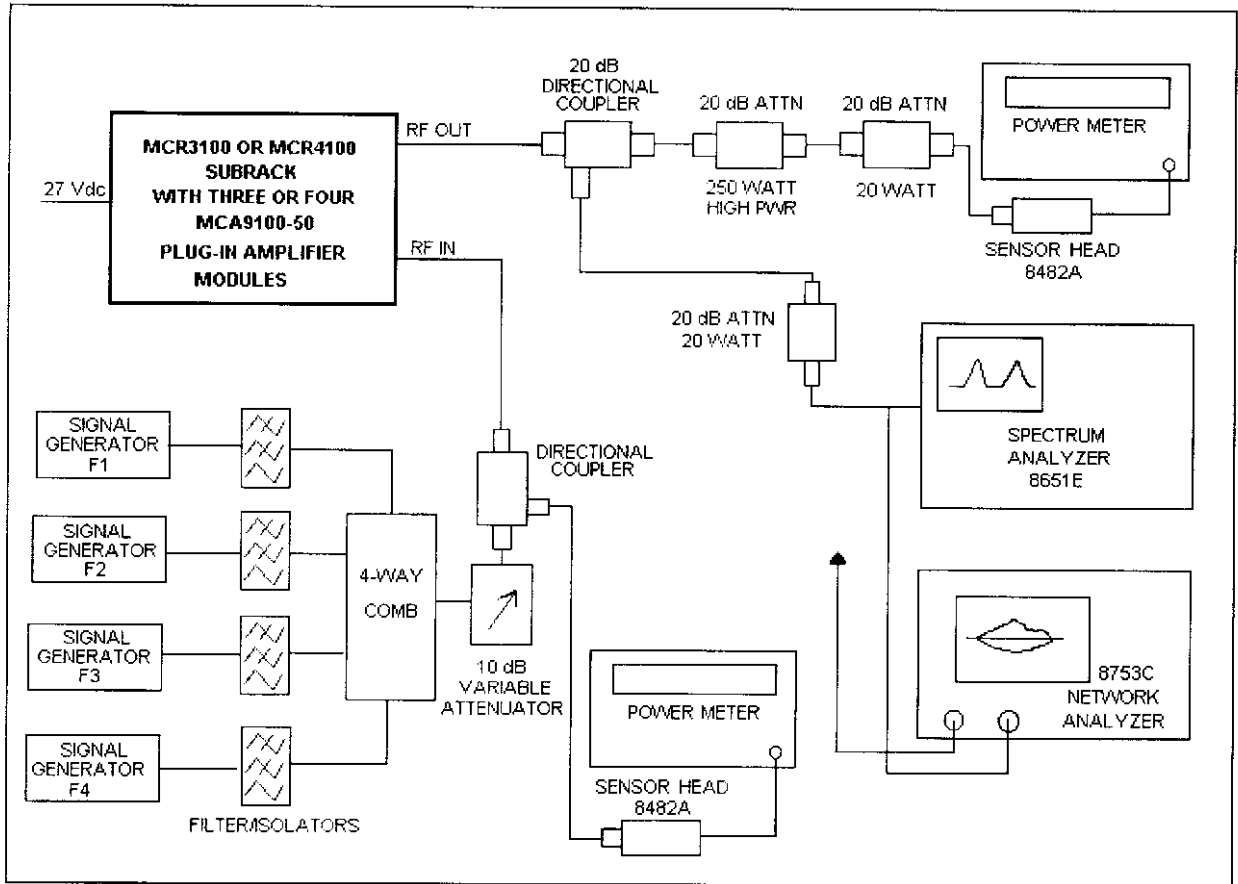 MCR3100 OR MCR4100
SUBRACK
WITH THREE OR FOUR
MCA9100-50
PLUG-IN AMPLIFIER
MODULES
27 Vdc
RF OUT
RF IN
20 dB
DIRECTIONAL
COUPLER
20 dB ATTN
250 WATT
HIGH PWR
20 dB ATTN
20 WATT
POWER METER
SENSOR HEAD
8482A
20 dB ATTN
20 WATT
SPECTRUM
ANALYZER
8651E
DIRECTIONAL
COUPLER
SIGNAL
GENERATOR
F1
SIGNAL
GENERATOR
F2
SIGNAL
GENERATOR
F3
SIGNAL
GENERATOR
F4
FILTER/ISOLATORS
4-WAY
COMB
10 dB
VARIABLE
ATTENUATOR
POWER METER
SENSOR HEAD
8482A
8753C
NETWORK
ANALYZER